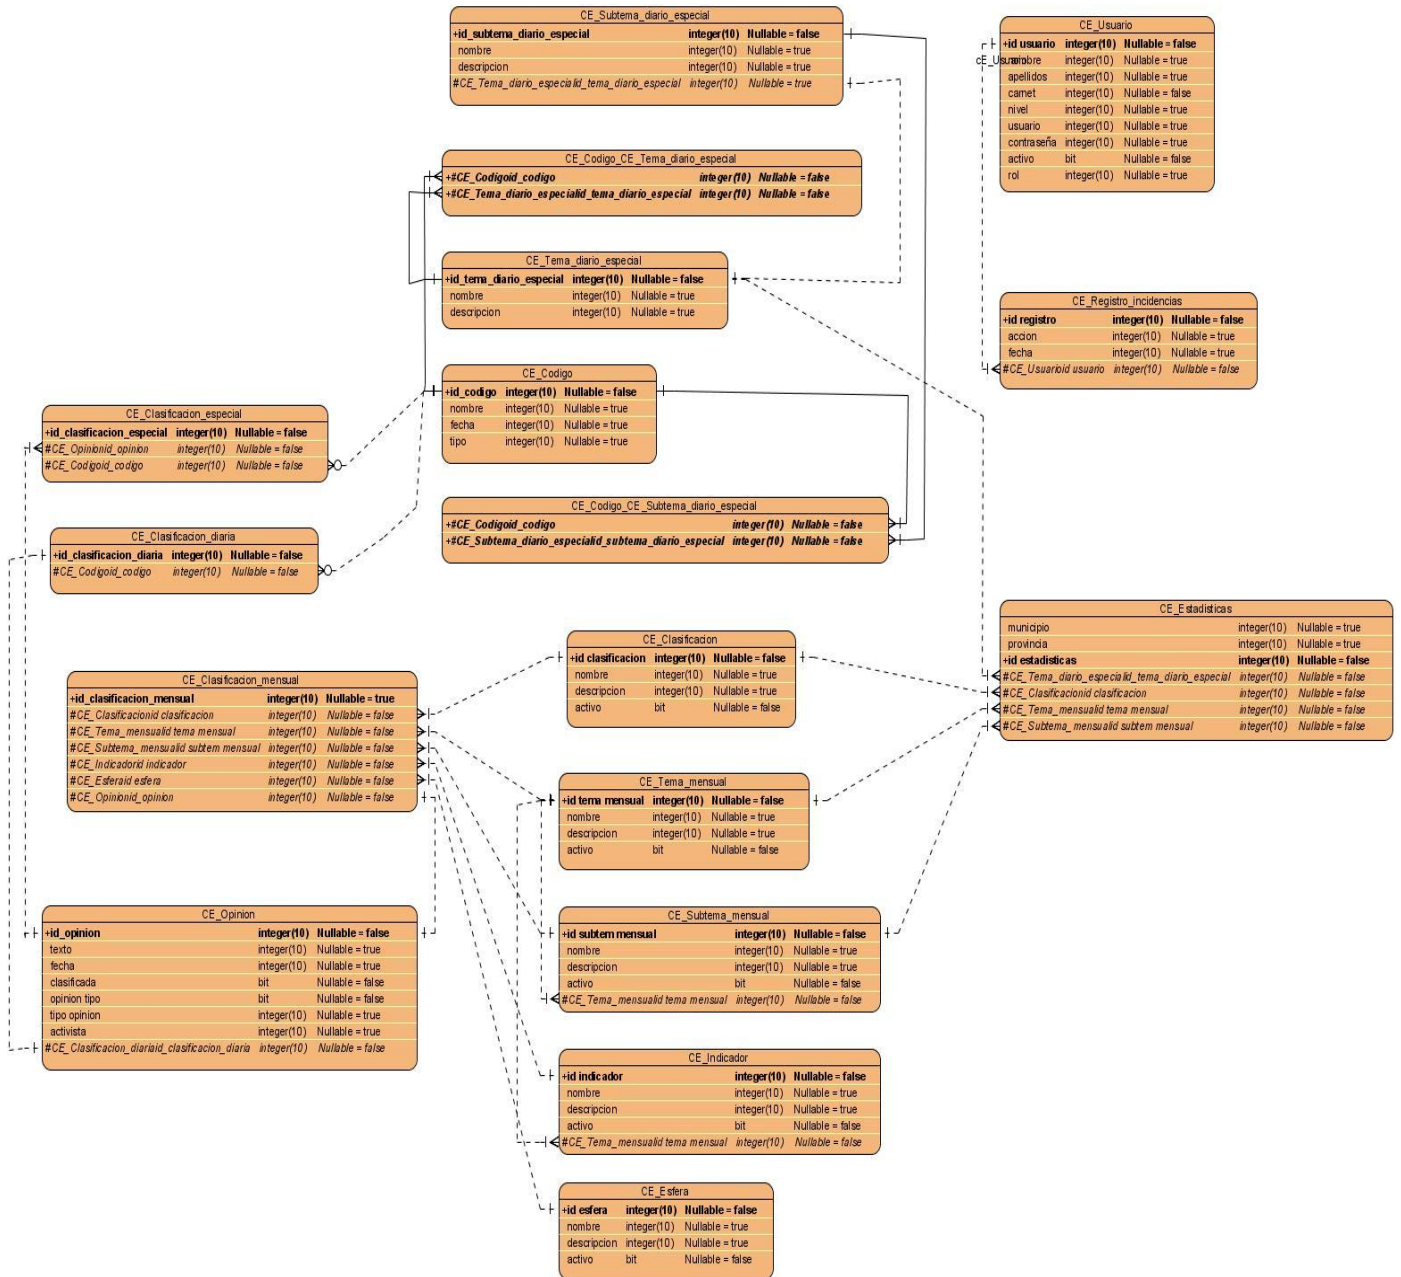 CE_Subtema_diario_especial
+id_subtema_diario_especial integer(10) Nullable = false
nombre integer(10) Nullable = true
descripcion integer(10) Nullable = true
#CE_Tema_diario_especialid_tema_diario_especial integer(10) Nullable = true
CE_Usuario
+id usuario integer(10) Nullable = false
nombre integer(10) Nullable = true
apellidos integer(10) Nullable = true
carnet integer(10) Nullable = false
nivel integer(10) Nullable = true
usuario integer(10) Nullable = true
contraseña integer(10) Nullable = true
activo bit Nullable = false
rol integer(10) Nullable = true
CE_Codigo_CE_Tema_diario_especial
+#CE_Codigoid_codigo integer(10) Nullable = false
+#CE_Tema_diario_especialid_tema_diario_especial integer(10) Nullable = false
CE_Tema_diario_especial
+id_tema_diario_especial integer(10) Nullable = false
nombre integer(10) Nullable = true
descripcion integer(10) Nullable = true
CE_Registro_incidencias
+id registro integer(10) Nullable = false
accion integer(10) Nullable = true
fecha integer(10) Nullable = true
#CE_Usuarioid usuario integer(10) Nullable = false
CE_Codigo
+id_codigo integer(10) Nullable = false
nombre integer(10) Nullable = true
fecha integer(10) Nullable = true
tipo integer(10) Nullable = true
CE_Clasificacion_especial
+id_clasificacion_especial integer(10) Nullable = false
#CE_Opinionid_opinion integer(10) Nullable = false
#CE_Codigoid_codigo integer(10) Nullable = false
CE_Codigo_CE_Subtema_diario_especial
+#CE_Codigoid_codigo integer(10) Nullable = false
+#CE_Subtema_diario_especialid_subtema_diario_especial integer(10) Nullable = false
CE_Clasificacion_diaria
+id_clasificacion_diaria integer(10) Nullable = false
#CE_Codigoid_codigo integer(10) Nullable = false
CE_Estadisticas
municipio integer(10) Nullable = true
provincia integer(10) Nullable = true
+id estadisticas integer(10) Nullable = false
#CE_Tema_diario_especialid_tema_diario_especial integer(10) Nullable = false
#CE_Clasificacionid clasificacion integer(10) Nullable = false
#CE_Tema_mensualid tema mensual integer(10) Nullable = false
#CE_Subtema_mensualid subtem mensual integer(10) Nullable = false
CE_Clasificacion
+id clasificacion integer(10) Nullable = false
nombre integer(10) Nullable = true
descripcion integer(10) Nullable = true
activo bit Nullable = false
CE_Clasificacion_mensual
+id_clasificacion_mensual integer(10) Nullable = true
#CE_Clasificacionid clasificacion integer(10) Nullable = false
#CE_Tema_mensualid tema mensual integer(10) Nullable = false
#CE_Subtema_mensualid subtem mensual integer(10) Nullable = false
#CE_Indicadorid indicador integer(10) Nullable = false
#CE_Esferaid esfera integer(10) Nullable = false
#CE_Opinionid_opinion integer(10) Nullable = false
CE_Tema_mensual
+id tema mensual integer(10) Nullable = false
nombre integer(10) Nullable = true
descripcion integer(10) Nullable = true
activo bit Nullable = false
CE_Opinion
+id_opinion integer(10) Nullable = false
texto integer(10) Nullable = true
fecha integer(10) Nullable = true
clasificada bit Nullable = false
opinion tipo bit Nullable = false
tipo opinion integer(10) Nullable = true
activista integer(10) Nullable = true
#CE_Clasificacion_diariaid_clasificacion_diaria integer(10) Nullable = false
CE_Subtema_mensual
+id subtem mensual integer(10) Nullable = false
nombre integer(10) Nullable = true
descripcion integer(10) Nullable = true
activo bit Nullable = false
#CE_Tema_mensualid tema mensual integer(10) Nullable = false
CE_Indicador
+id indicador integer(10) Nullable = false
nombre integer(10) Nullable = true
descripcion integer(10) Nullable = true
activo bit Nullable = false
#CE_Tema_mensualid tema mensual integer(10) Nullable = false
CE_Esfera
+id esfera integer(10) Nullable = false
nombre integer(10) Nullable = true
descripcion integer(10) Nullable = true
activo bit Nullable = false